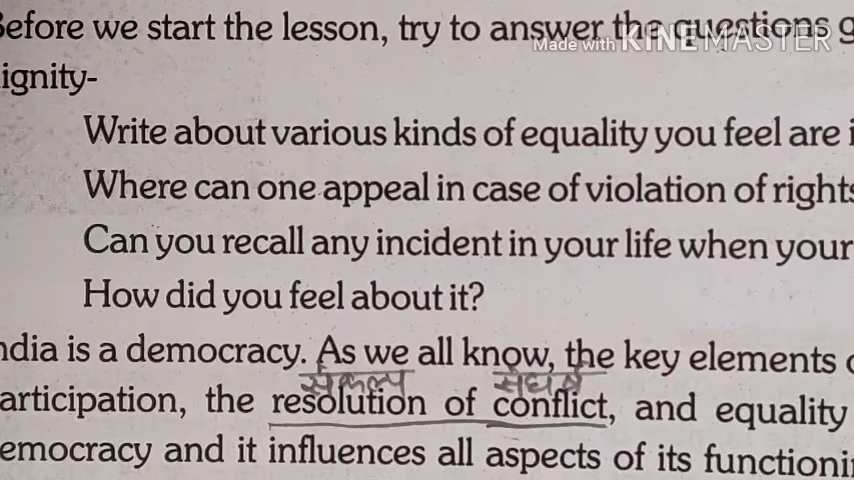 Before we start the lesson, try to answer the questions g
Made with KINEMASTER
ignity-
Write about various kinds of equality you feel are i
Where can one appeal in case of violation of rights
Can you recall any incident in your life when your
How did you feel about it?
ndia is a democracy. As we all know, the key elements o
संकल्प संघर्ष
articipation, the resolution of conflict, and equality
emocracy and it influences all aspects of its functionin